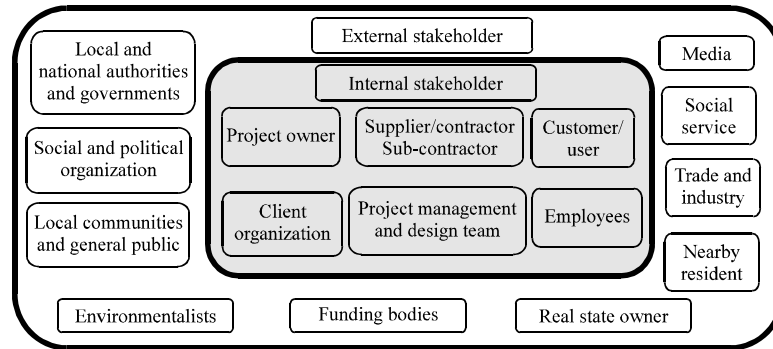 External stakeholder
Local and
national authorities
and governments
Social and political
organization
Local communities
and general public
Internal stakeholder
Project owner
Supplier/contractor
Sub-contractor
Customer/
user
Client
organization
Project management
and design team
Employees
Media
Social
service
Trade and
industry
Nearby
resident
Environmentalists
Funding bodies
Real state owner